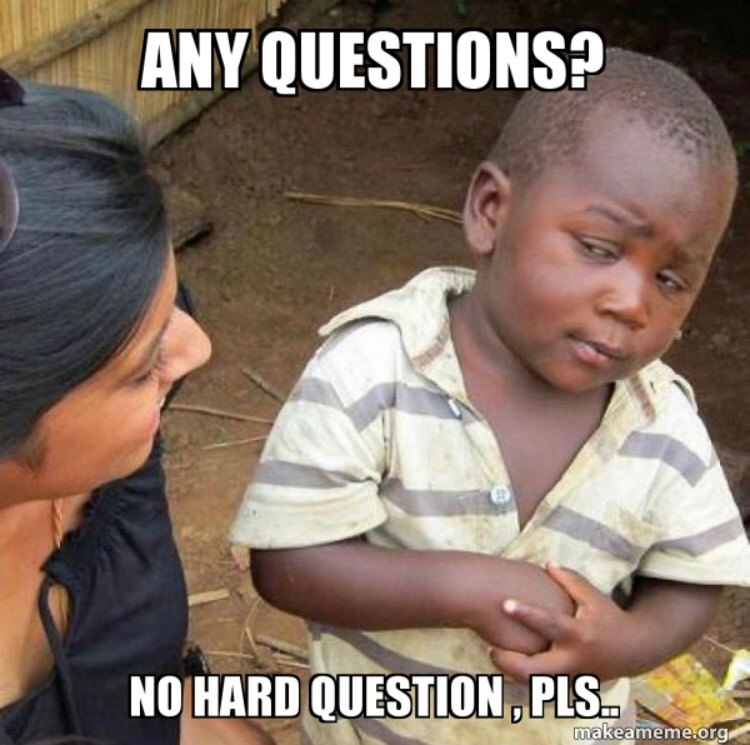 ANY QUESTIONS?
NO HARD QUESTION , PLS..
makeameme.org